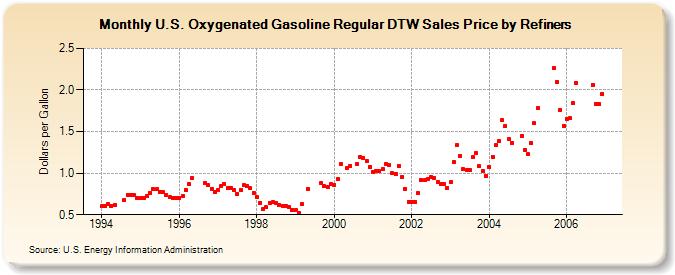 Monthly U.S. Oxygenated Gasoline Regular DTW Sales Price by Refiners
Dollars per Gallon
2.5
2.0
1.5
1.0
0.5
1994 1996 1998 2000 2002 2004 2006
Source: U.S. Energy Information Administration